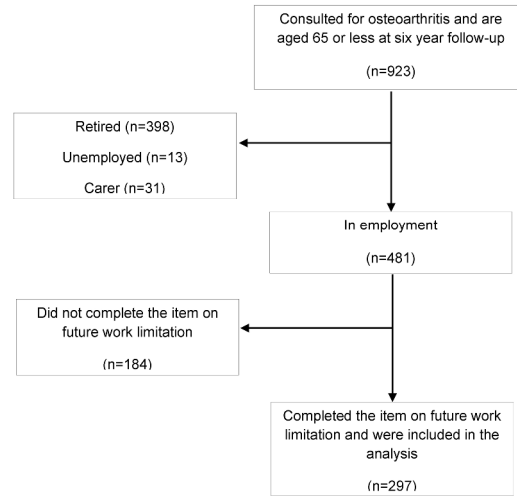 Consulted for osteoarthritis and are
aged 65 or less at six year follow-up
(n=923)
Retired (n=398)
Unemployed (n=13)
Carer (n=31)
In employment
(n=481)
Did not complete the item on
future work limitation
(n=184)
Completed the item on future work
limitation and were included in the
analysis
(n=297)